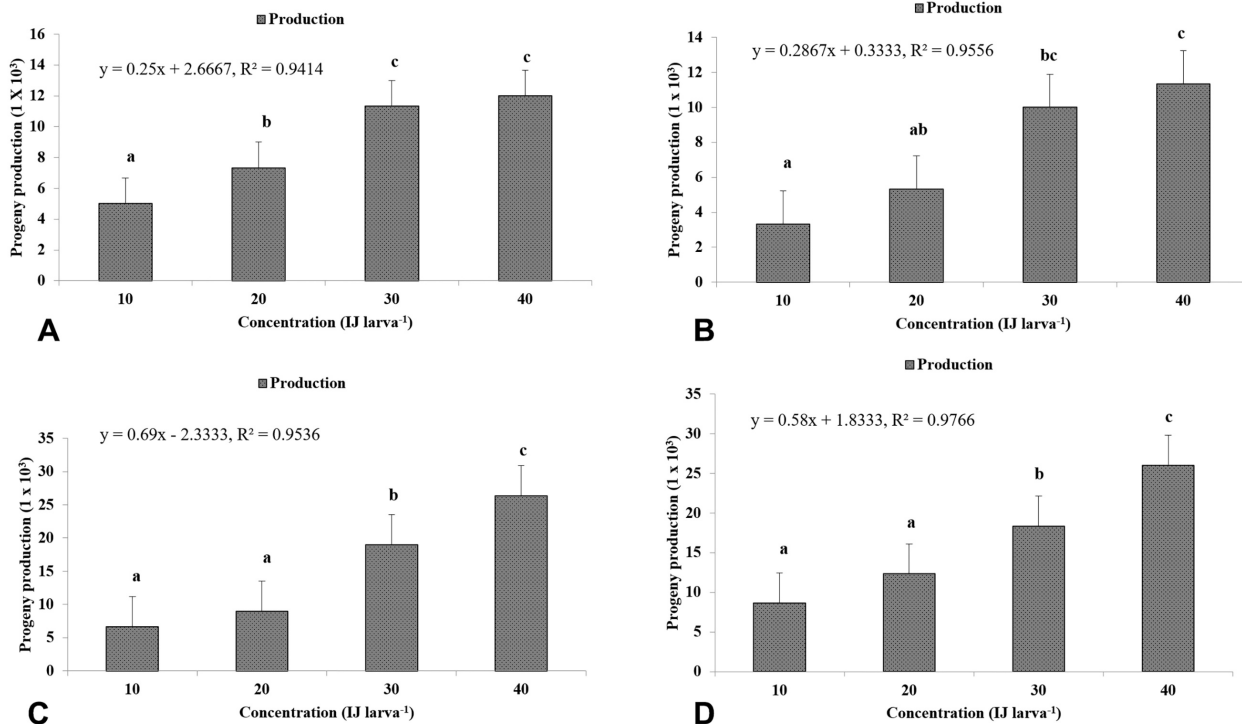 Production
16
14
12
10
8
6
4
2
0
Progeny production (1 X 10³)
y = 0.25x + 2.6667, R² = 0.9414
a
b
c
c
10 20 30 40
Concentration (IJ larva⁻¹)
A
Production
14
12
10
8
6
4
2
0
Progeny production (1 x 10³)
y = 0.2867x + 0.3333, R² = 0.9556
a
ab
bc
c
10 20 30 40
Concentration (IJ larva⁻¹)
B
Production
35
30
25
20
15
10
5
0
Progeny production (1 x 10³)
y = 0.69x - 2.3333, R² = 0.9536
a
a
b
c
10 20 30 40
Concentration (IJ larva⁻¹)
C
Production
35
30
25
20
15
10
5
0
Progeny production (1 x 10³)
y = 0.58x + 1.8333, R² = 0.9766
a
a
b
c
10 20 30 40
Concentration (IJ larva⁻¹)
D